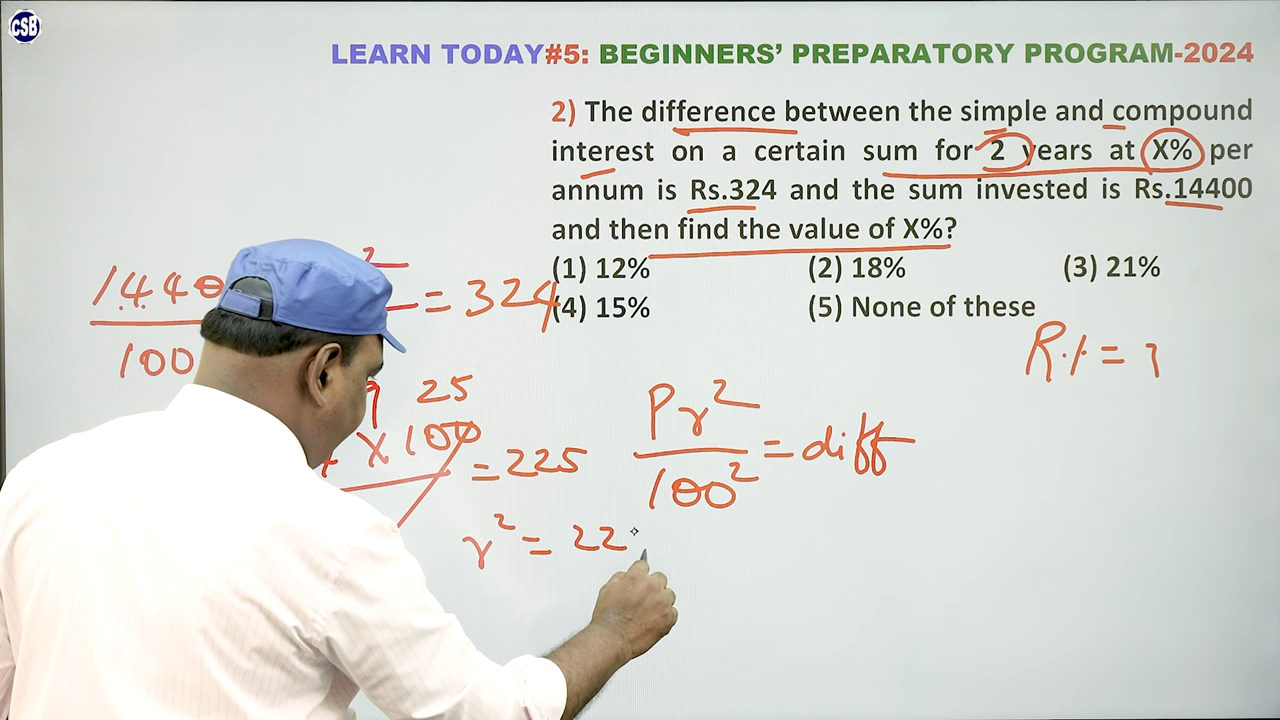 CSB
LEARN TODAY#5: BEGINNERS’ PREPARATORY PROGRAM-2024
2) The difference between the simple and compound
interest on a certain sum for 2 years at X% per
annum is Rs.324 and the sum invested is Rs.14400
and then find the value of X%?
(1) 12% (2) 18% (3) 21%
(4) 15% (5) None of these
1440 = 324
100
R% = ?
25
× 100 = 225
Pr² = diff
100²
r² = 22